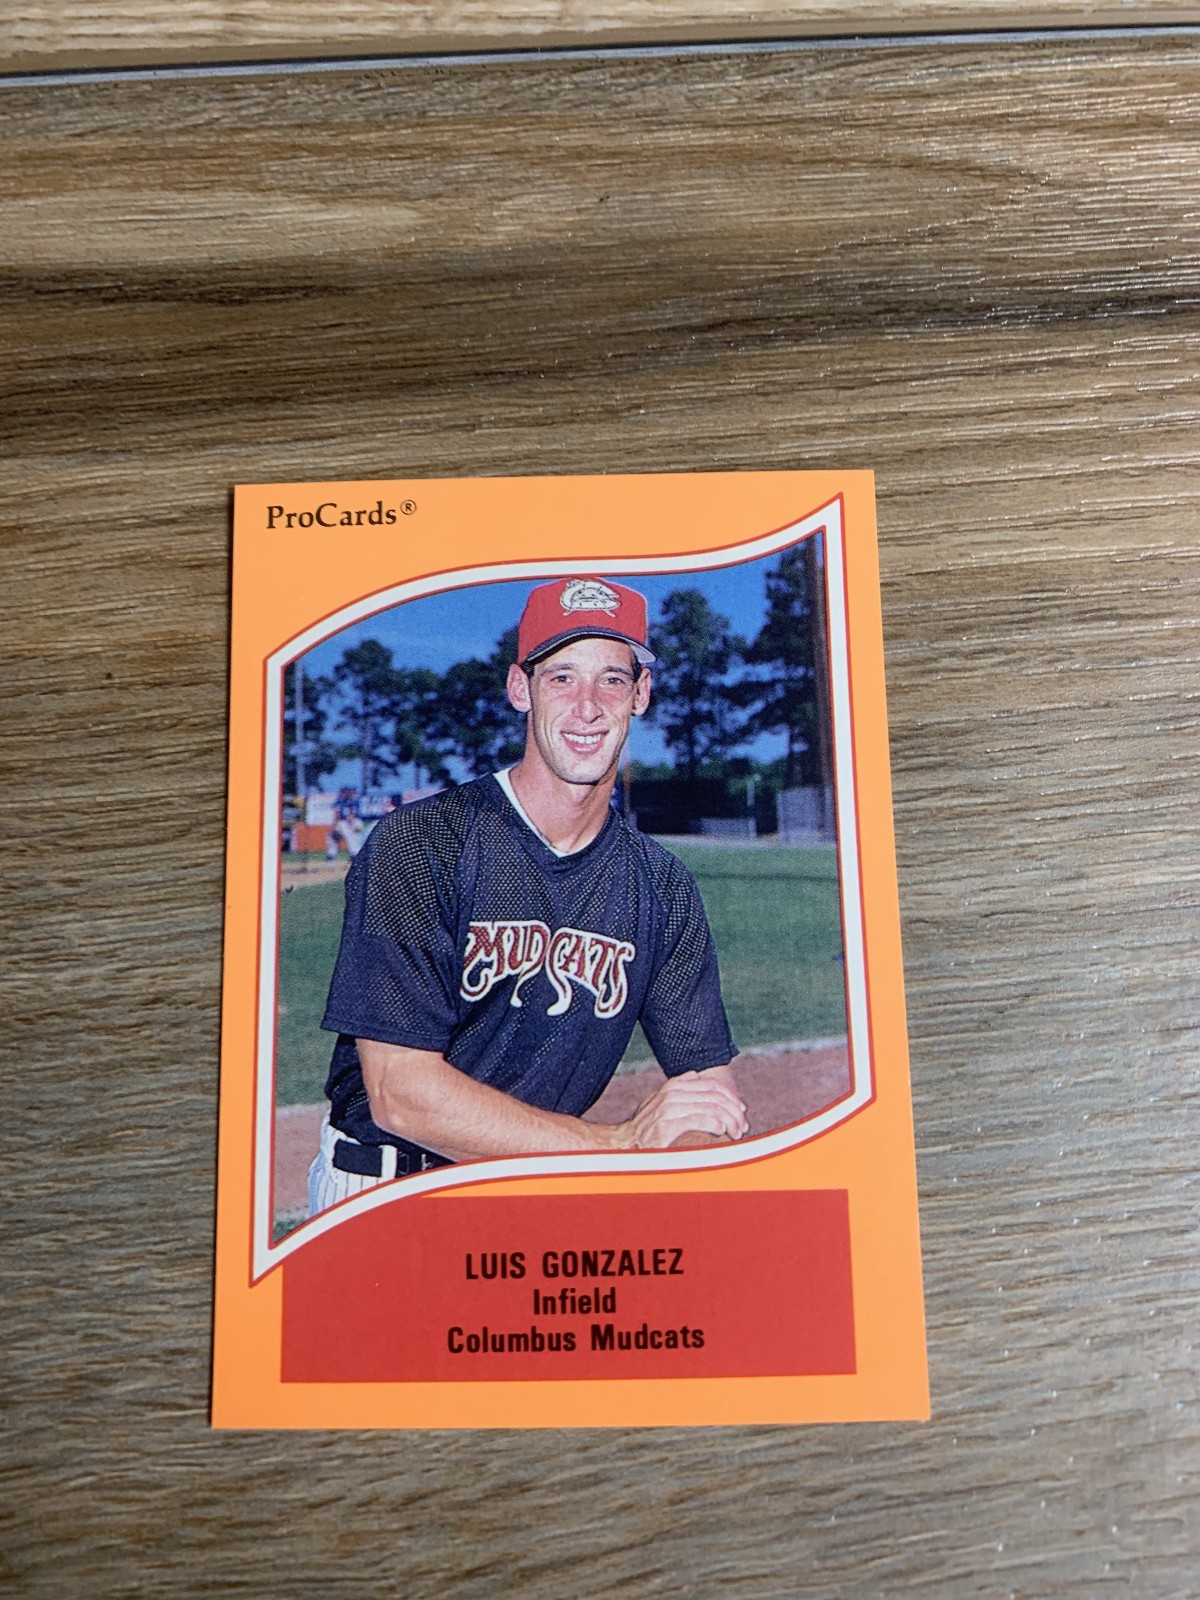 ProCards®
MUDCATS
LUIS GONZALEZ
Infield
Columbus Mudcats